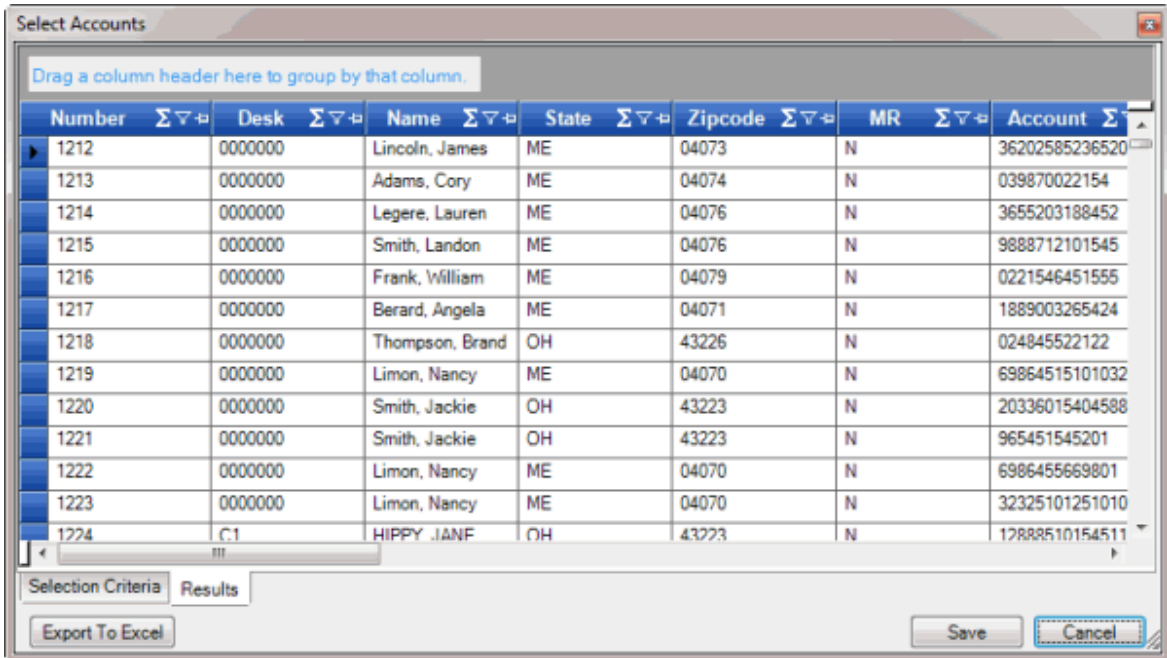 Select Accounts
Drag a column header here to group by that column.
Number Σ Desk Σ Name Σ State Σ Zipcode Σ MR Σ Account Σ
1212 0000000 Lincoln, James ME 04073 N 36202585236520
1213 0000000 Adams, Cory ME 04074 N 039870022154
1214 0000000 Legere, Lauren ME 04076 N 3655203188452
1215 0000000 Smith, Landon ME 04076 N 9888712101545
1216 0000000 Frank, William ME 04079 N 0221546451555
1217 0000000 Berard, Angela ME 04071 N 1889003265424
1218 0000000 Thompson, Brand OH 43226 N 024845522122
1219 0000000 Limon, Nancy ME 04070 N 69864515101032
1220 0000000 Smith, Jackie OH 43223 N 20336015404588
1221 0000000 Smith, Jackie OH 43223 N 965451545201
1222 0000000 Limon, Nancy ME 04070 N 6986455669801
1223 0000000 Limon, Nancy ME 04070 N 32325101251010
1224 C1 HIPPY, JANE OH 43223 N 12888510154511
Selection Criteria Results
Export To Excel Save Cancel